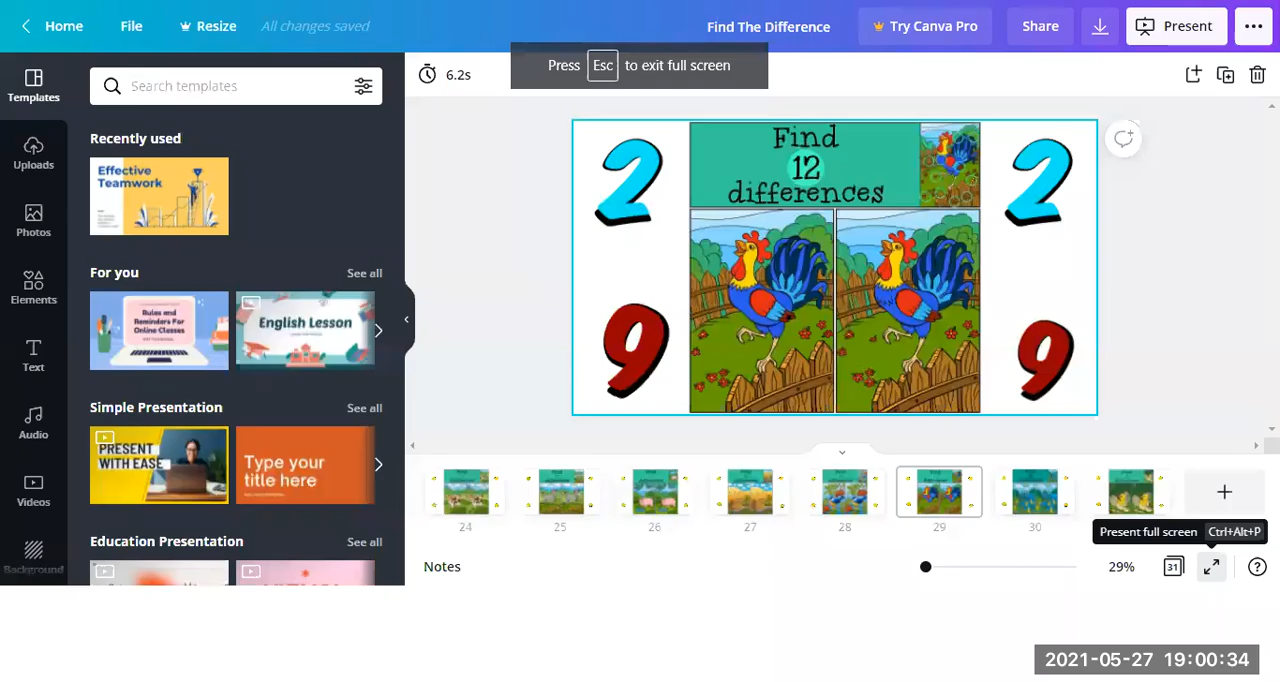 Home File Resize All changes saved Find The Difference Try Canva Pro Share Present
Press Esc to exit full screen
Templates
Uploads
Photos
Elements
Text
Audio
Videos
Background
Search templates
Recently used
Effective
Teamwork
For you See all
Rules and
Reminders For
Online Classes
English Lesson
Simple Presentation See all
PRESENT
WITH EASE
Type your
title here
Education Presentation See all
6.2s
2 2
Find
12
differences
9 9
24 25 26 27 28 29 30
Present full screen Ctrl+Alt+P
Notes 29% 31
2021-05-27 19:00:34